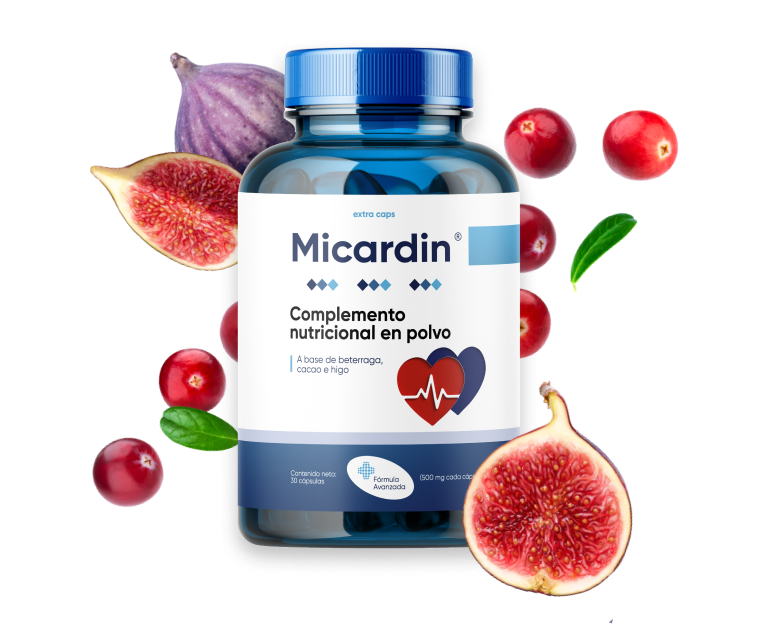 extra caps
Micardin®
Complemento
nutricional en polvo
A base de beterraga,
cacao e higo
Contenido neto:
30 cápsulas
Fórmula
Avanzada
(500 mg cada